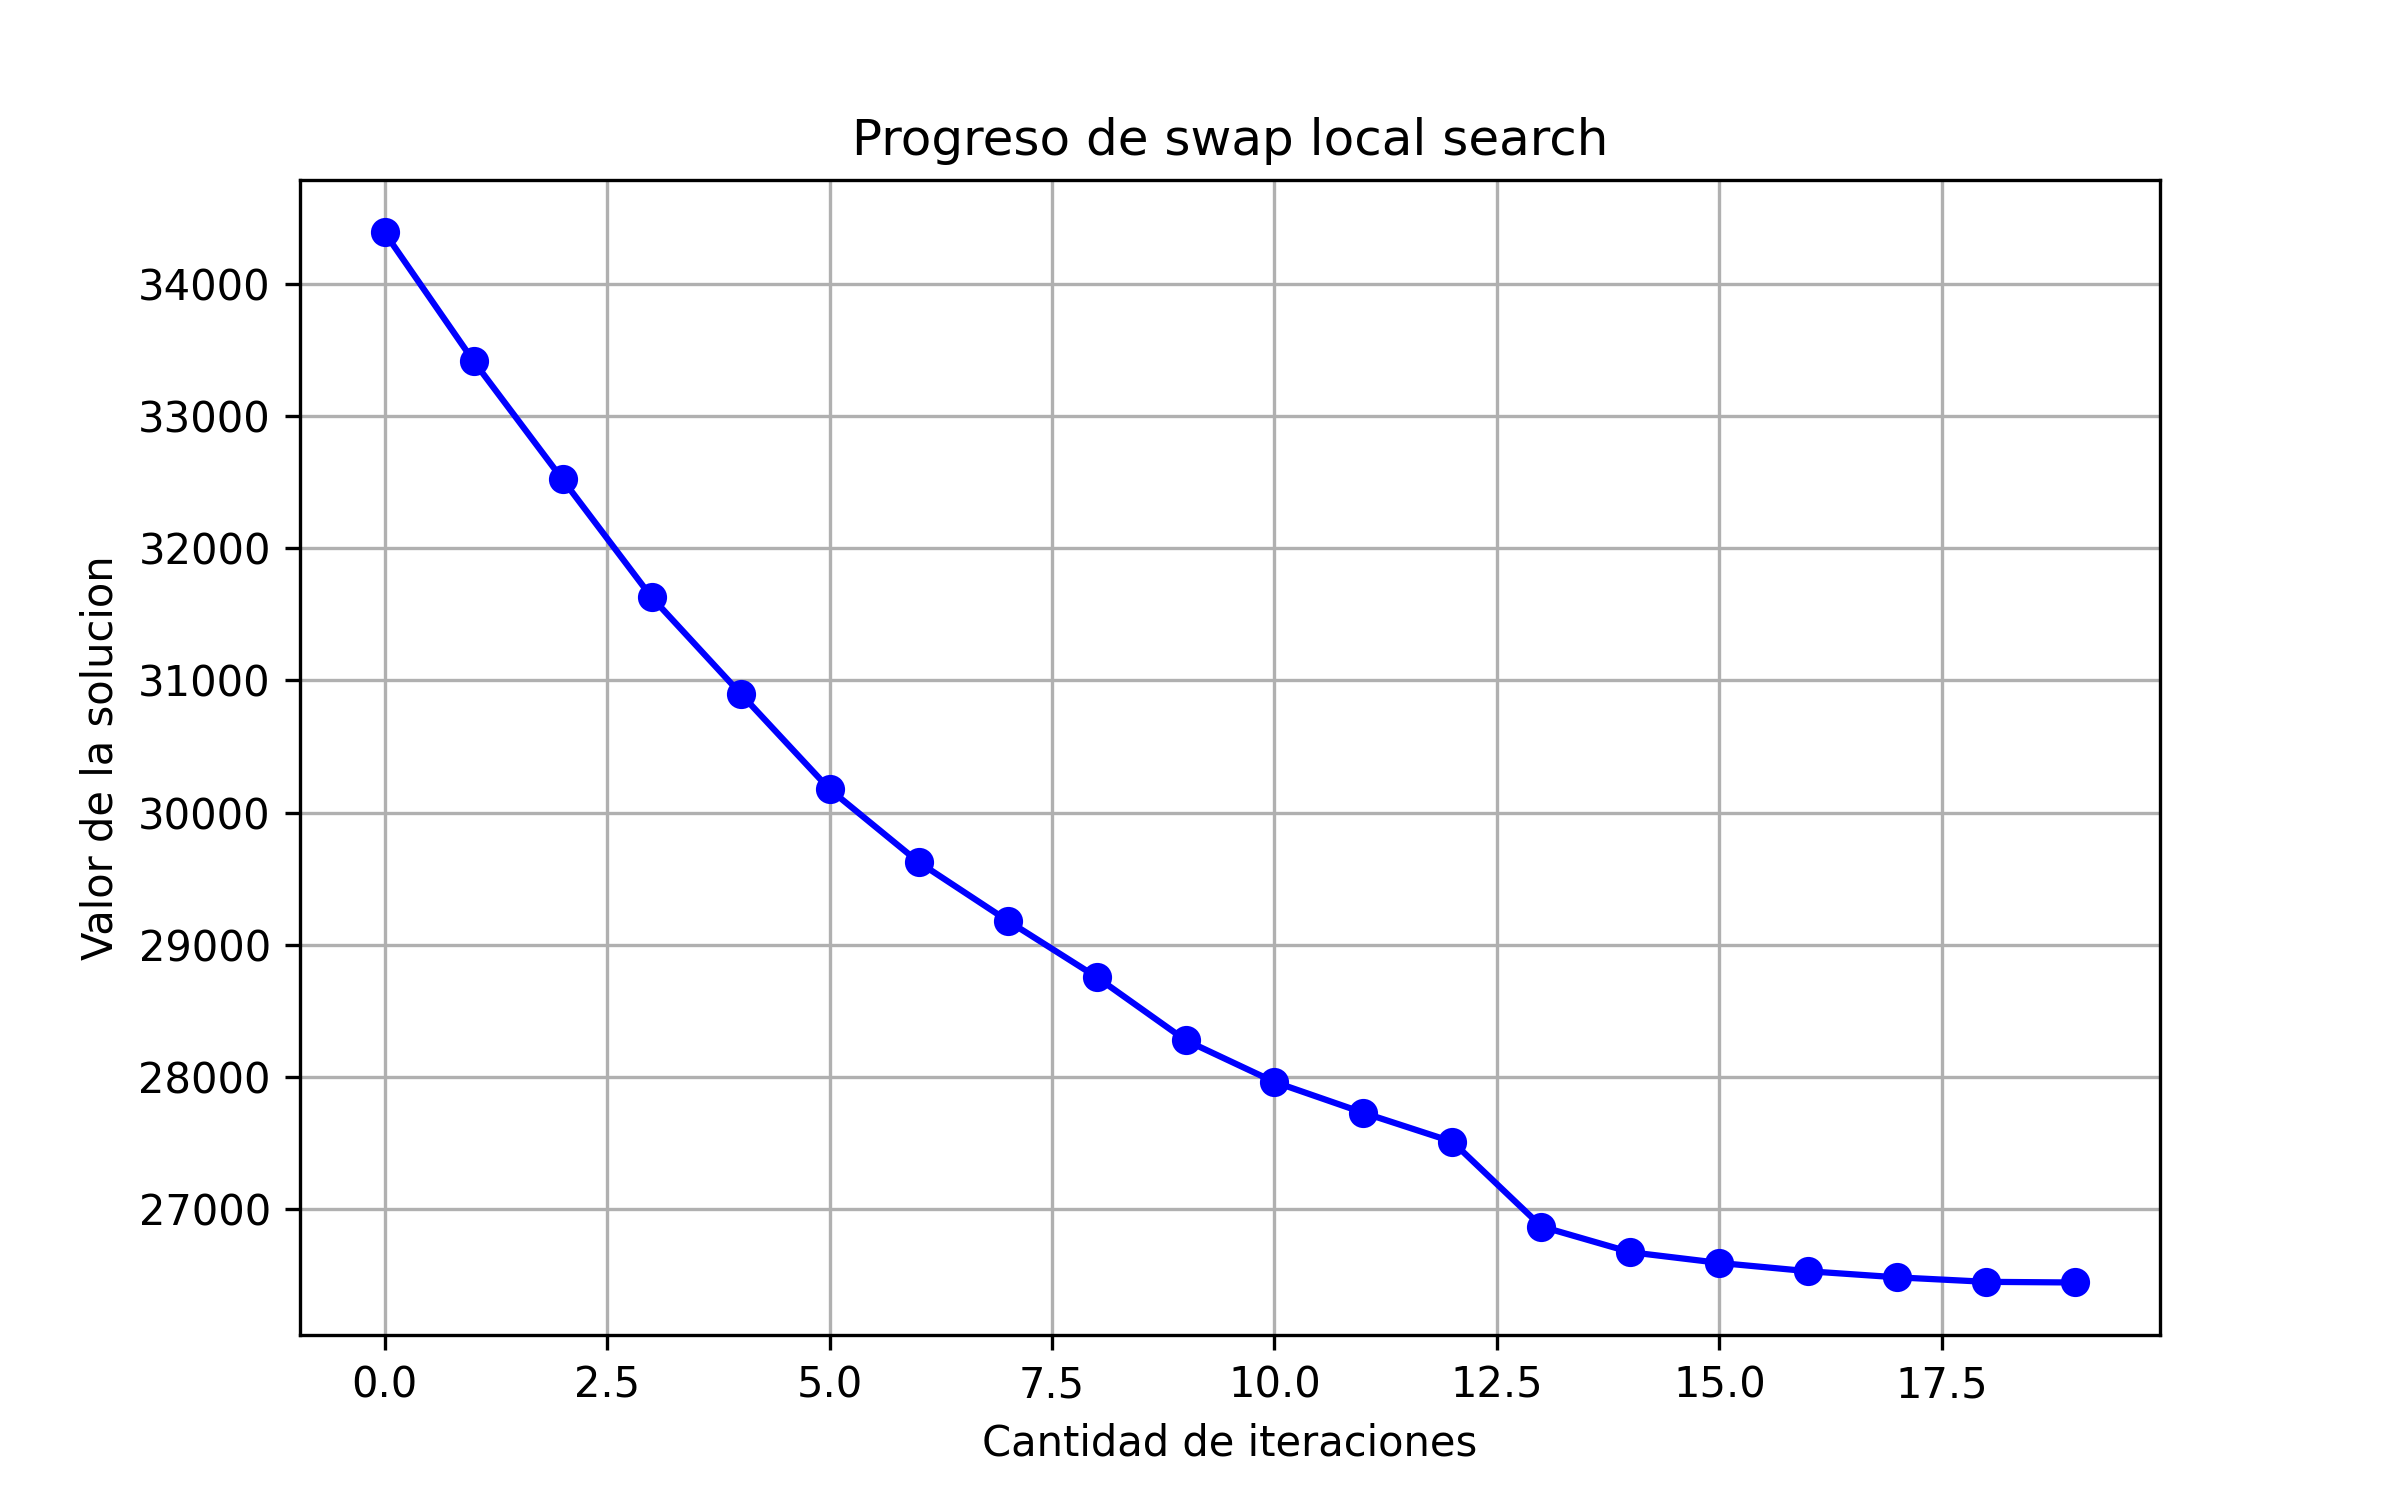 Progreso de swap local search
Valor de la solucion
34000
33000
32000
31000
30000
29000
28000
27000
0.0 2.5 5.0 7.5 10.0 12.5 15.0 17.5
Cantidad de iteraciones